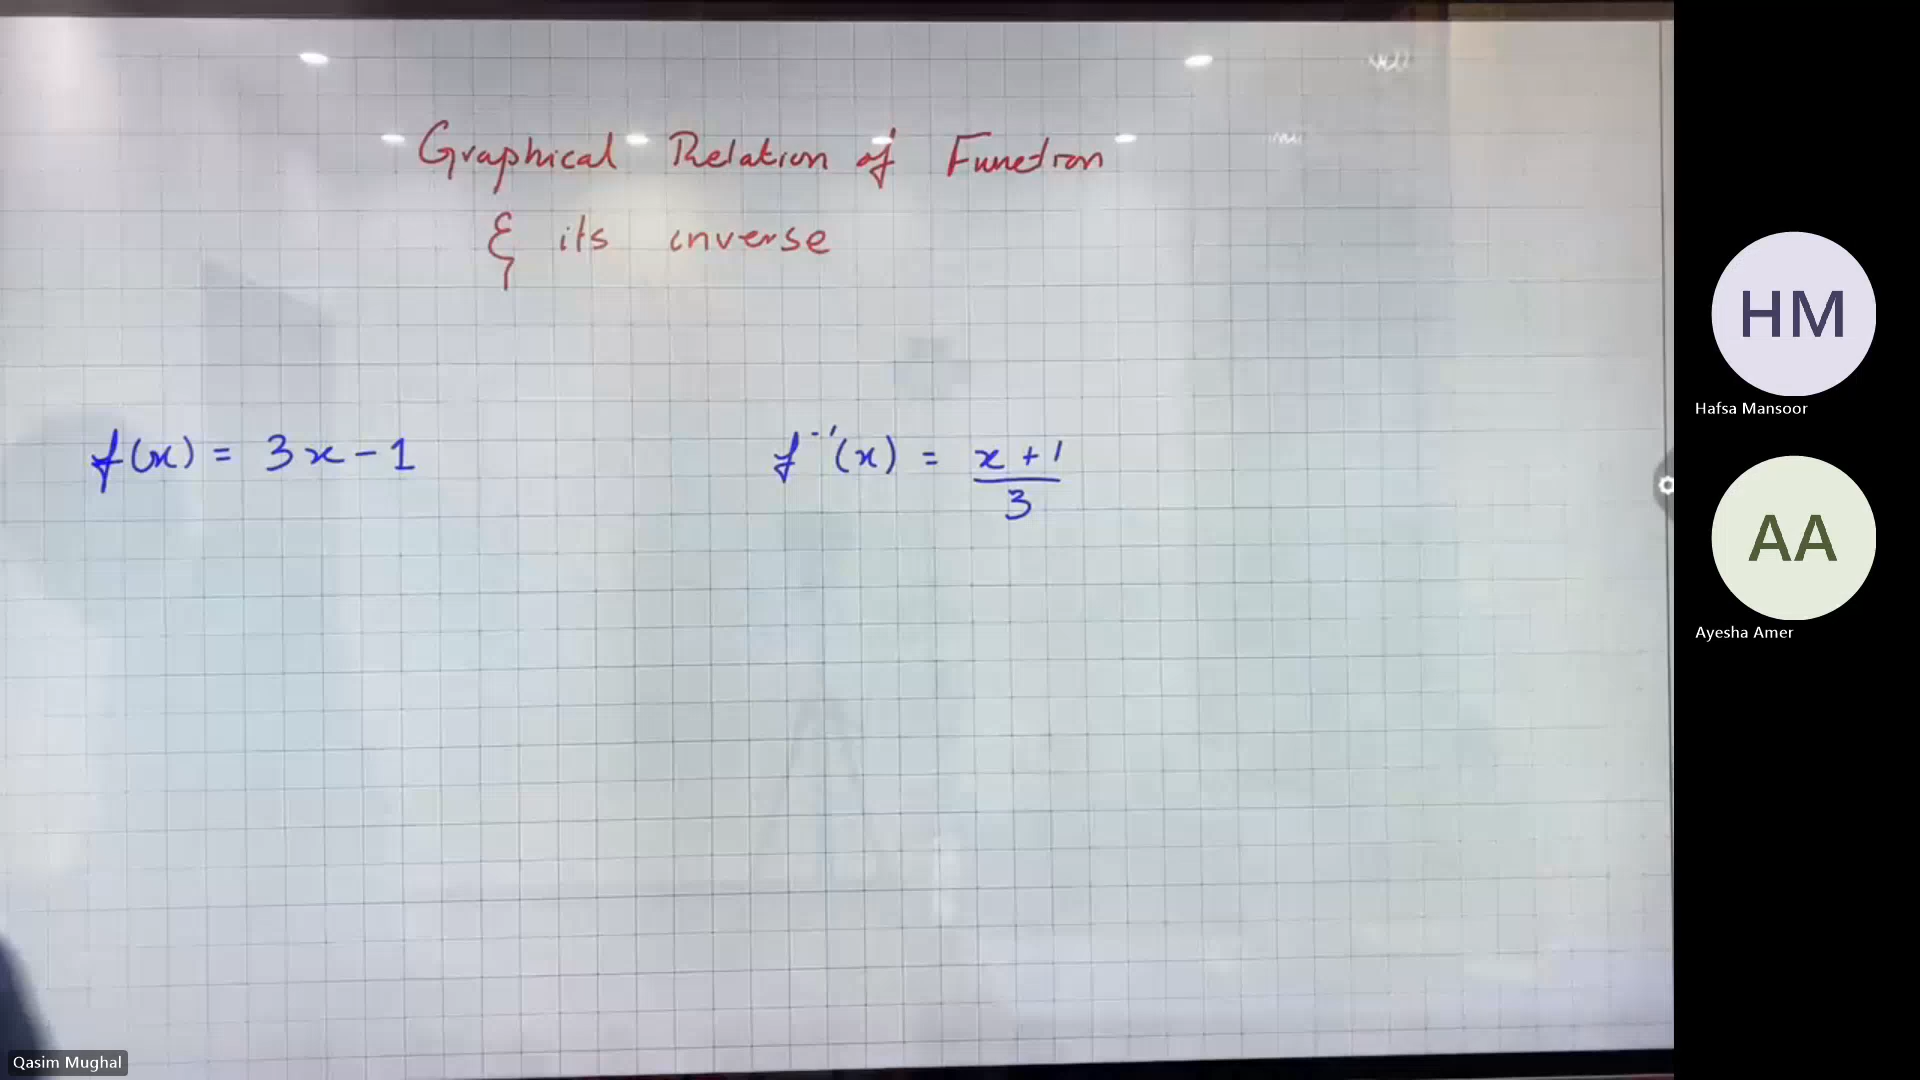 Graphical Relation of Function
& its inverse
f(x) = 3x - 1
f⁻¹(x) = x + 1
3
HM
Hafsa Mansoor
AA
Ayesha Amer
Qasim Mughal